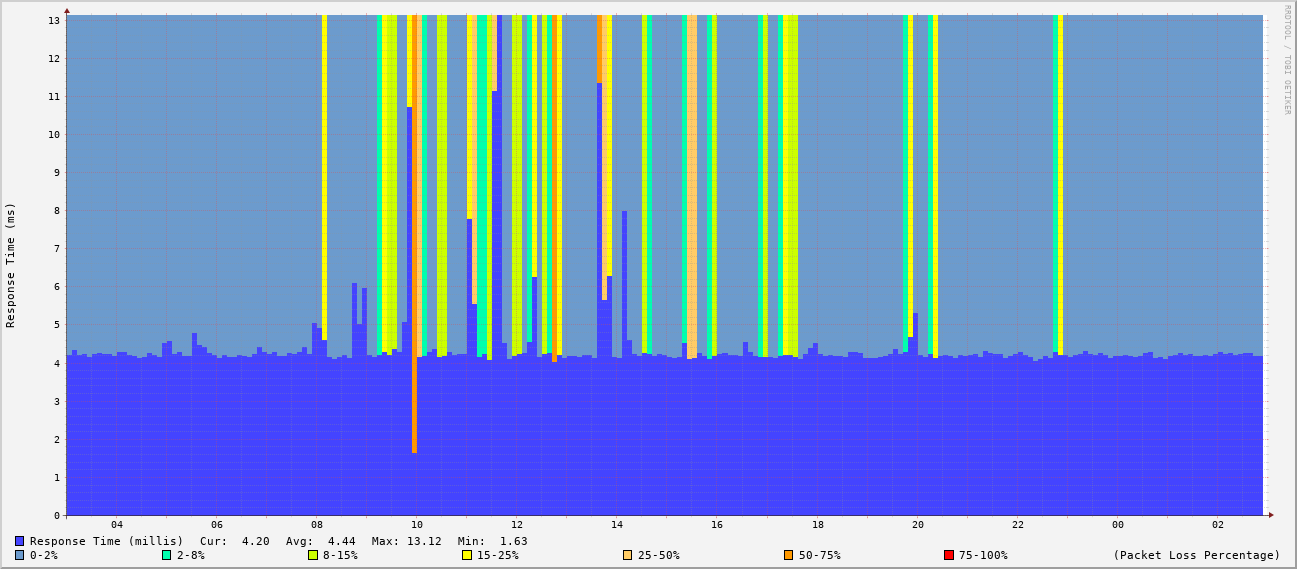 RRDTOOL / TOBI OETIKER
Response Time (ms)
13
12
11
10
9
8
7
6
5
4
3
2
1
0
04 06 08 10 12 14 16 18 20 22 00 02
Response Time (millis) Cur: 4.20 Avg: 4.44 Max: 13.12 Min: 1.63
0-2% 2-8% 8-15% 15-25% 25-50% 50-75% 75-100% (Packet Loss Percentage)